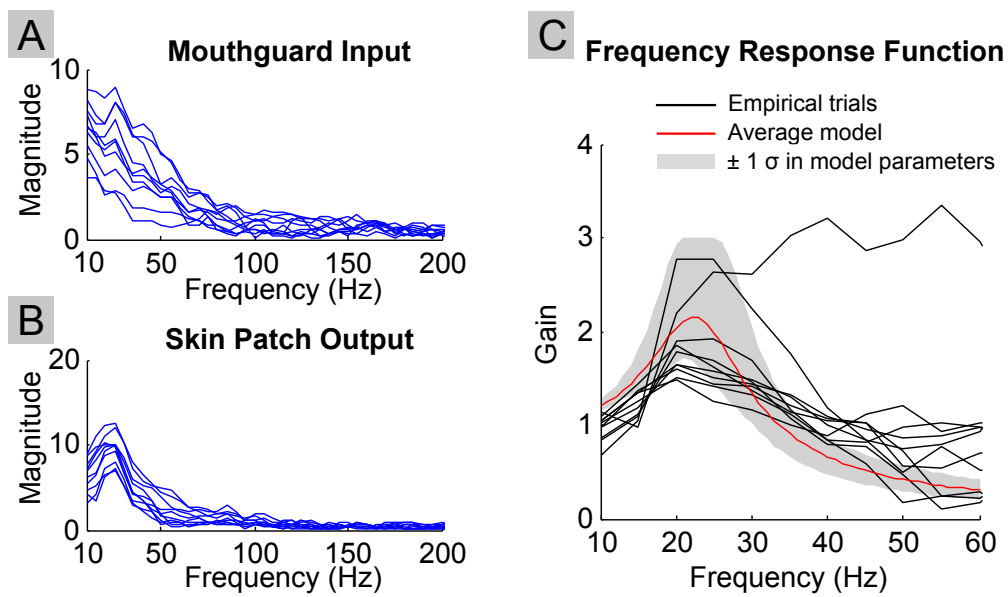 A
Mouthguard Input
10
5
0
Magnitude
10 50 100 150 200
Frequency (Hz)
B
Skin Patch Output
20
10
0
Magnitude
10 50 100 150 200
Frequency (Hz)
C
Frequency Response Function
Empirical trials
Average model
± 1 σ in model parameters
4
3
2
1
0
Gain
10 20 30 40 50 60
Frequency (Hz)